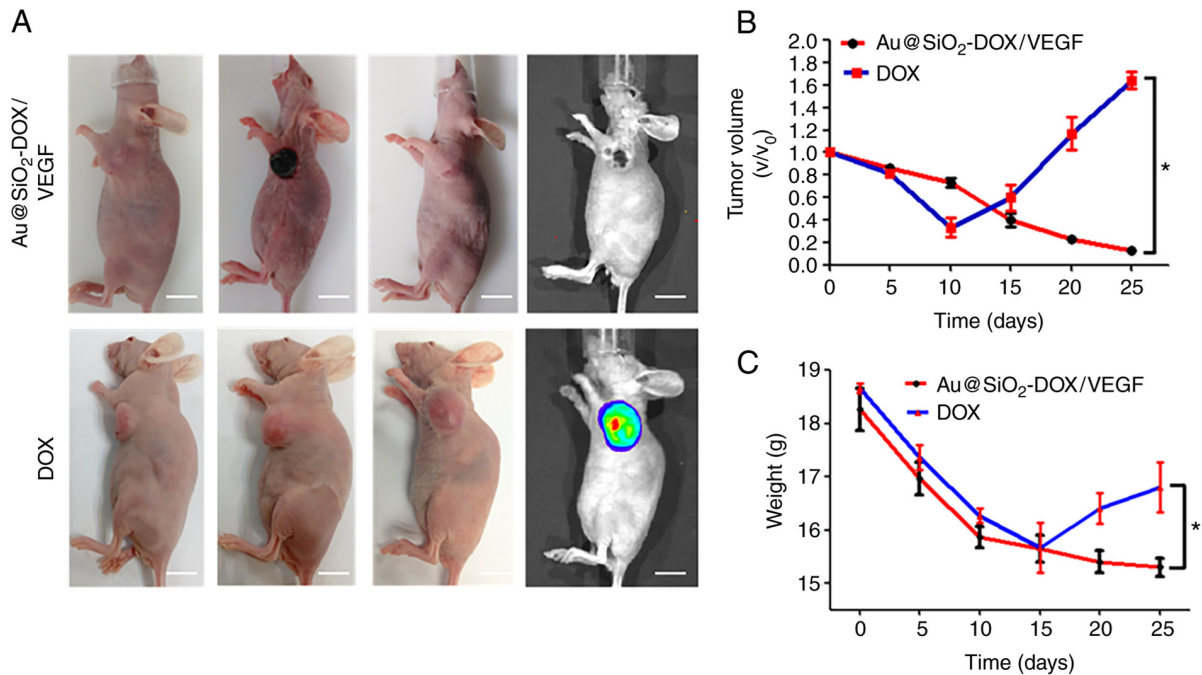 A
Au@SiO₂-DOX/
VEGF
DOX
B
Au@SiO₂-DOX/VEGF
DOX
Tumor volume
(v/v₀)
2.0
1.8
1.6
1.4
1.2
1.0
0.8
0.6
0.4
0.2
0.0
*
0 5 10 15 20 25
Time (days)
C
Au@SiO₂-DOX/VEGF
DOX
Weight (g)
19
18
17
16
15
*
0 5 10 15 20 25
Time (days)